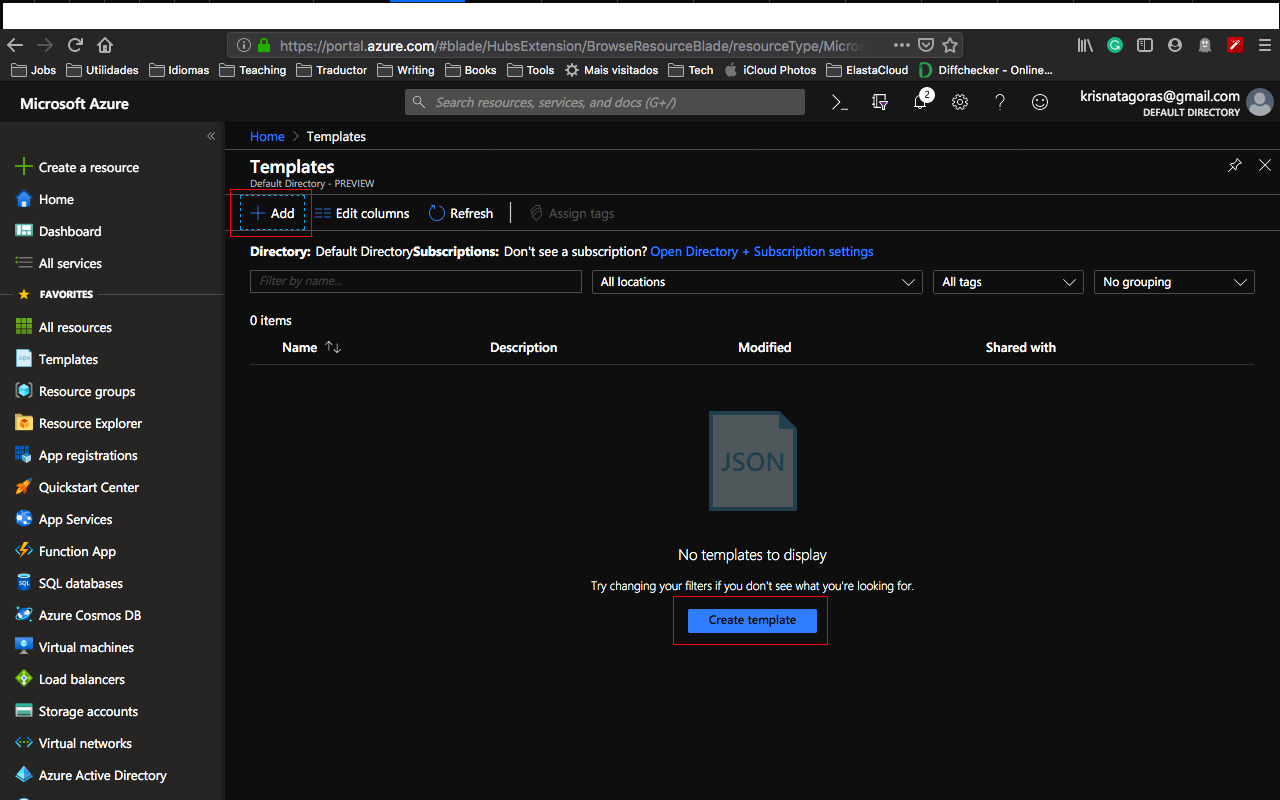 https://portal.azure.com/#blade/HubsExtension/BrowseResourceBlade/resourceType/Micro
Jobs Utilidades Idiomas Teaching Traductor Writing Books Tools Mais visitados Tech iCloud Photos ElastaCloud Diffchecker - Online...
Microsoft Azure
Search resources, services, and docs (G+/)
2
krisnatagoras@gmail.com
DEFAULT DIRECTORY
«
Create a resource
Home
Dashboard
All services
FAVORITES
All resources
Templates
Resource groups
Resource Explorer
App registrations
Quickstart Center
App Services
Function App
SQL databases
Azure Cosmos DB
Virtual machines
Load balancers
Storage accounts
Virtual networks
Azure Active Directory
Home > Templates
Templates
Default Directory - PREVIEW
Add Edit columns Refresh Assign tags
Directory: Default DirectorySubscriptions: Don't see a subscription? Open Directory + Subscription settings
Filter by name... All locations All tags No grouping
0 items
Name Description Modified Shared with
JSON
No templates to display
Try changing your filters if you don't see what you're looking for.
Create template